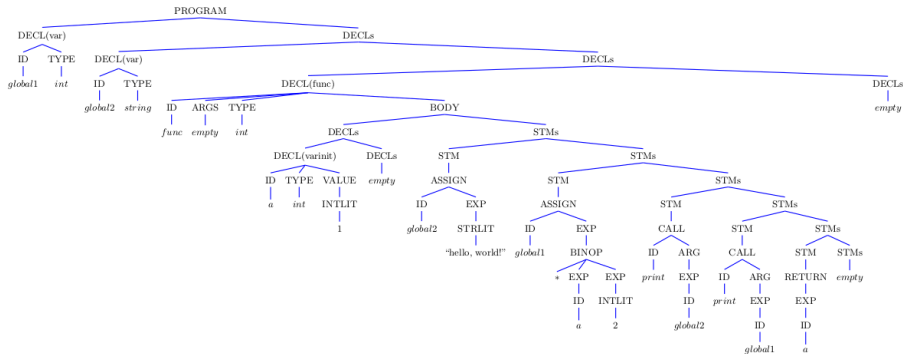 PROGRAM
DECL(var) DECLs
ID TYPE DECL(var) DECLs
global1 int ID TYPE DECL(func) DECLs
global2 string ID ARGS TYPE BODY empty
func empty int DECLs STMs
DECL(varinit) DECLs STM STMs
ID TYPE VALUE empty ASSIGN STM STMs
a int INTLIT ID EXP ASSIGN STM STMs
1 global2 STRLIT ID EXP CALL STM STMs
“hello, world!” global1 BINOP ID ARG CALL STM STMs
* EXP EXP print EXP ID ARG RETURN empty
ID INTLIT ID print EXP EXP
a 2 global2 ID ID
global1 a